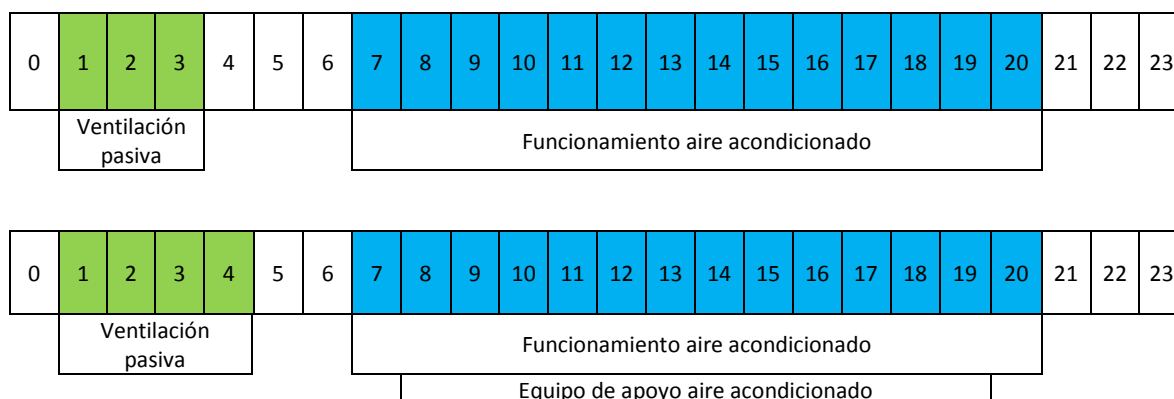 0 1 2 3 4 5 6 7 8 9 10 11 12 13 14 15 16 17 18 19 20 21 22 23
Ventilación
pasiva
Funcionamiento aire acondicionado
0 1 2 3 4 5 6 7 8 9 10 11 12 13 14 15 16 17 18 19 20 21 22 23
Ventilación
pasiva
Funcionamiento aire acondicionado
Equipo de apoyo aire acondicionado